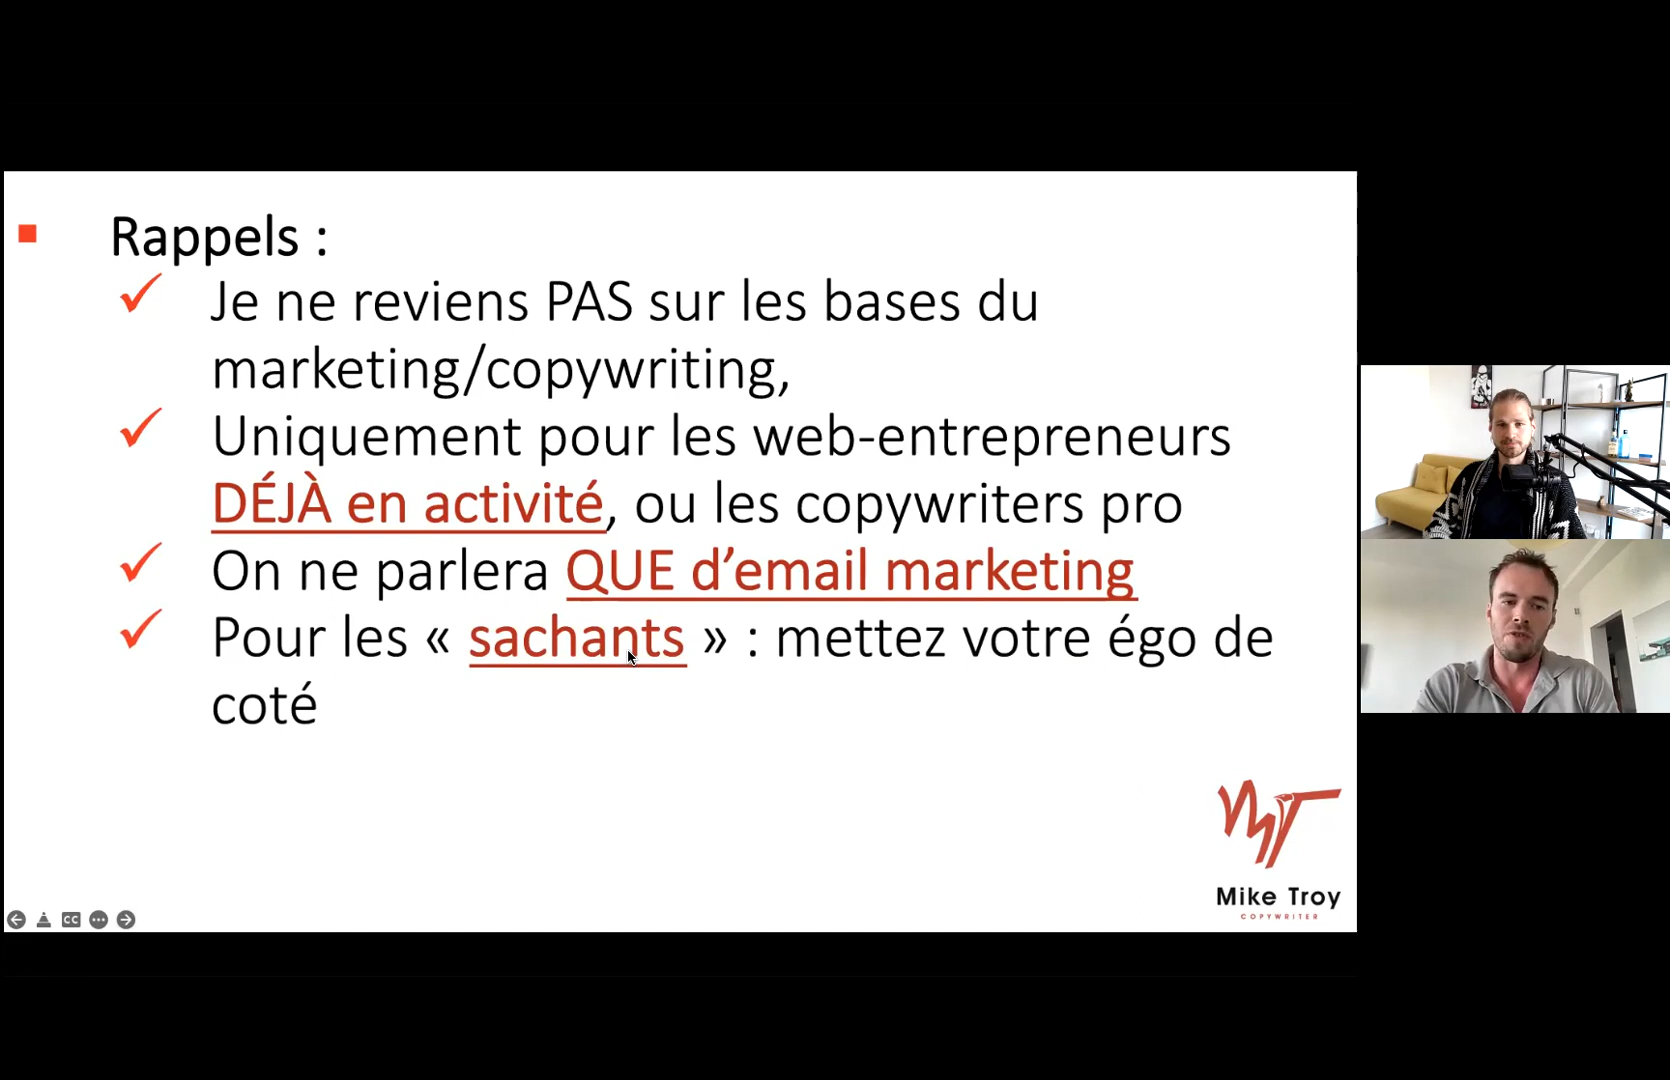 Rappels :
Je ne reviens PAS sur les bases du
marketing/copywriting,
Uniquement pour les web-entrepreneurs
DÉJÀ en activité, ou les copywriters pro
On ne parlera QUE d’email marketing
Pour les « sachants » : mettez votre égo de
coté
MT
Mike Troy
COPYWRITER
CC